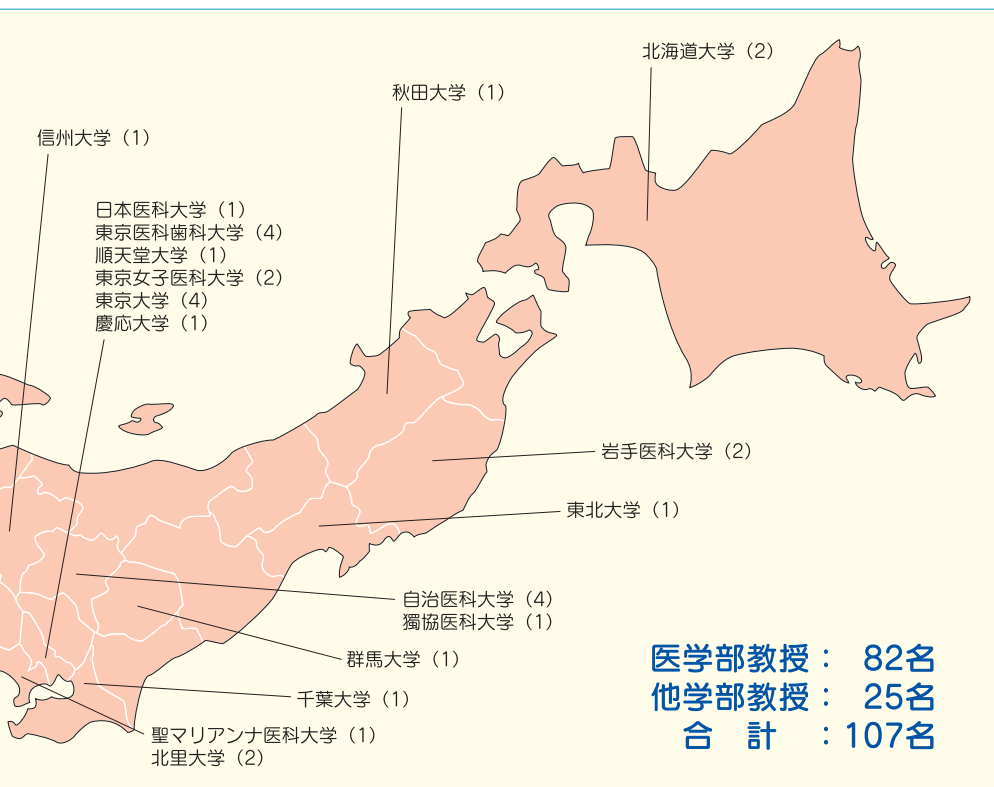 北海道大学（2）
秋田大学（1）
信州大学（1）
日本医科大学（1）
東京医科歯科大学（4）
順天堂大学（1）
東京女子医科大学（2）
東京大学（4）
慶応大学（1）
岩手医科大学（2）
東北大学（1）
自治医科大学（4）
獨協医科大学（1）
群馬大学（1）
千葉大学（1）
聖マリアンナ医科大学（1）
北里大学（2）
医学部教授： 82名
他学部教授： 25名
合　計　：107名